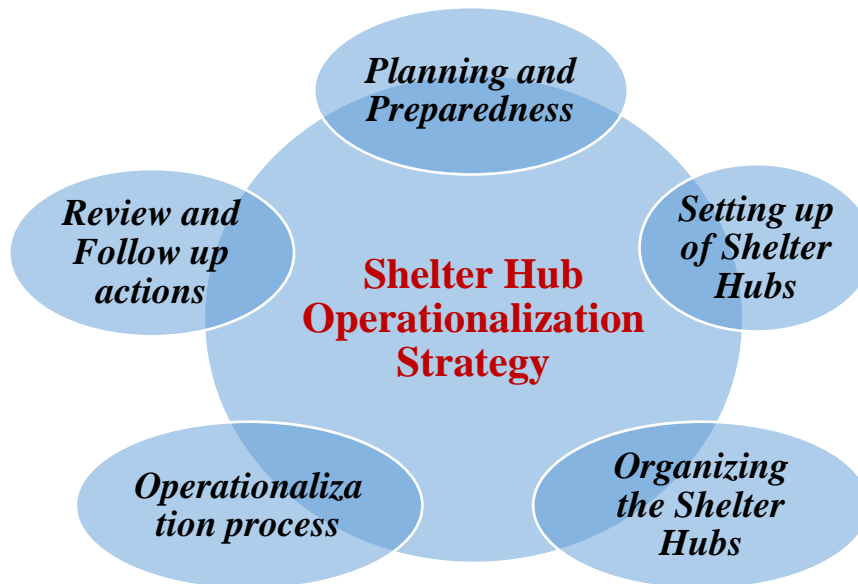 Planning and
Preparedness
Setting up
of Shelter
Hubs
Review and
Follow up
actions
Shelter Hub
Operationalization
Strategy
Organizing
the Shelter
Hubs
Operationaliza
tion process